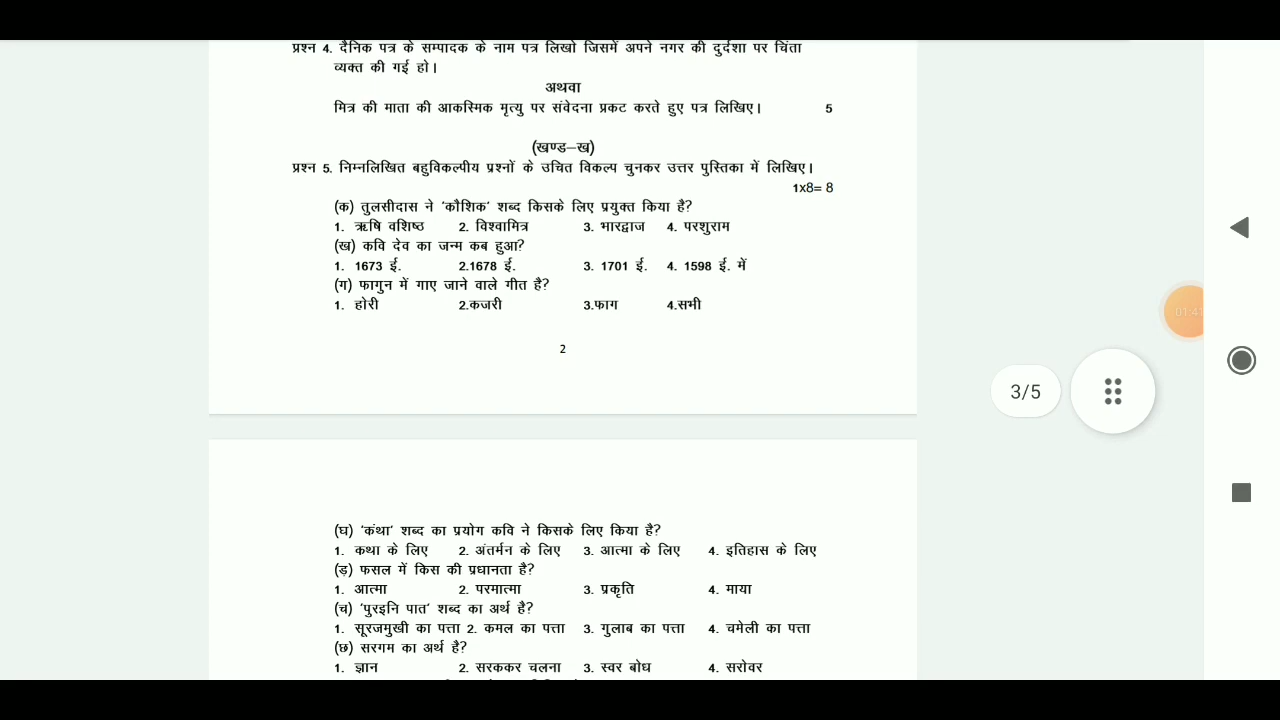 प्रश्न 4. दैनिक पत्र के सम्पादक के नाम पत्र लिखो जिसमें अपने नगर की दुर्दशा पर चिंता
व्यक्त की गई हो।
अथवा
मित्र की माता की आकस्मिक मृत्यु पर संवेदना प्रकट करते हुए पत्र लिखिए। 5
(खण्ड–ख)
प्रश्न 5. निम्नलिखित बहुविकल्पीय प्रश्नों के उचित विकल्प चुनकर उत्तर पुस्तिका में लिखिए।
1x8= 8
(क) तुलसीदास ने 'कौशिक' शब्द किसके लिए प्रयुक्त किया है?
1. ऋषि वशिष्ठ 2. विश्वामित्र 3. भारद्वाज 4. परशुराम
(ख) कवि देव का जन्म कब हुआ?
1. 1673 ई. 2.1678 ई. 3. 1701 ई. 4. 1598 ई. में
(ग) फागुन में गाए जाने वाले गीत है?
1. होरी 2.कजरी 3.फाग 4.सभी
2
01:41
3/5
(घ) 'कंथा' शब्द का प्रयोग कवि ने किसके लिए किया है?
1. कथा के लिए 2. अंतर्मन के लिए 3. आत्मा के लिए 4. इतिहास के लिए
(ड़) फसल में किस की प्रधानता है?
1. आत्मा 2. परमात्मा 3. प्रकृति 4. माया
(च) 'पुरइनि पात' शब्द का अर्थ है?
1. सूरजमुखी का पत्ता 2. कमल का पत्ता 3. गुलाब का पत्ता 4. चमेली का पत्ता
(छ) सरगम का अर्थ है?
1. ज्ञान 2. सरककर चलना 3. स्वर बोध 4. सरोवर